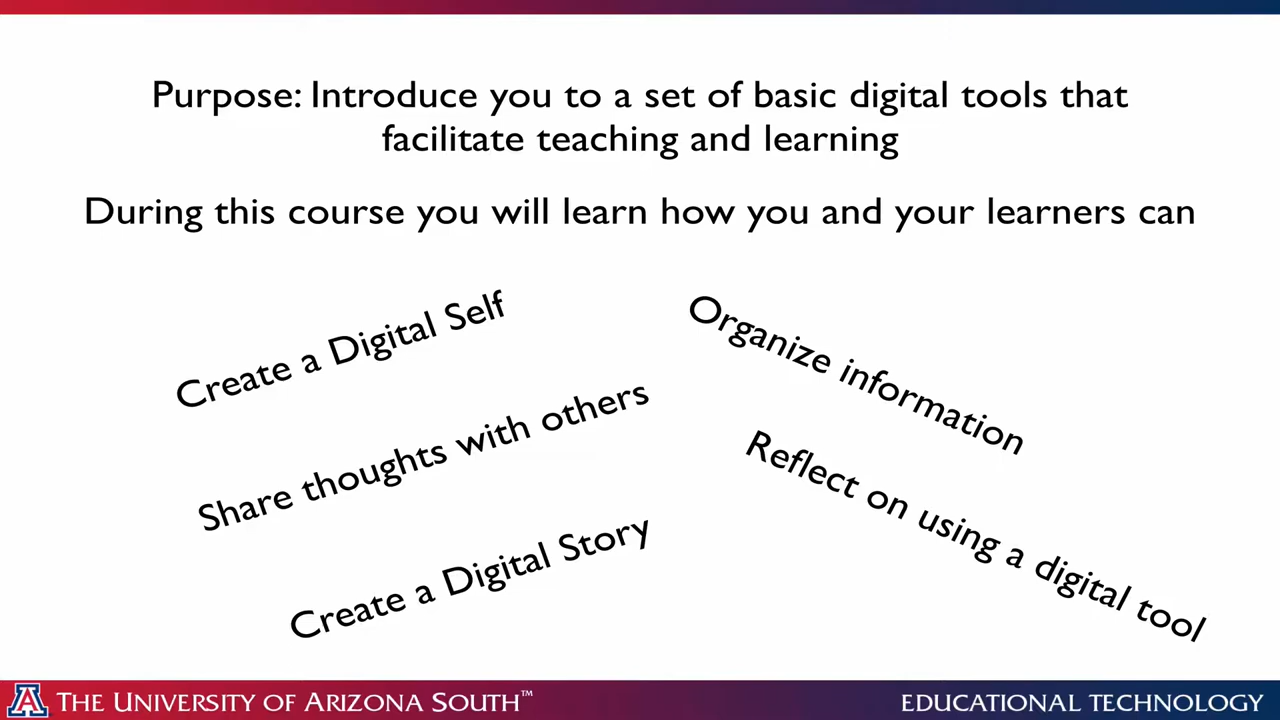 Purpose: Introduce you to a set of basic digital tools that
facilitate teaching and learning
During this course you will learn how you and your learners can
Create a Digital Self
Share thoughts with others
Create a Digital Story
Organize information
Reflect on using a digital tool
A THE UNIVERSITY OF ARIZONA SOUTH™
EDUCATIONAL TECHNOLOGY